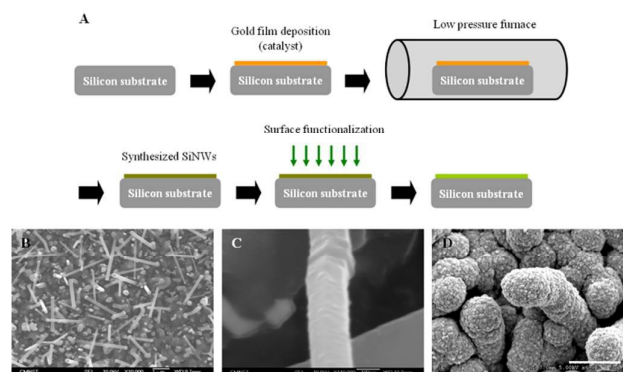 A
Gold film deposition
(catalyst)
Low pressure furnace
Silicon substrate
Silicon substrate
Silicon substrate
Synthesized SiNWs
Surface functionalization
Silicon substrate
Silicon substrate
Silicon substrate
B
C
D